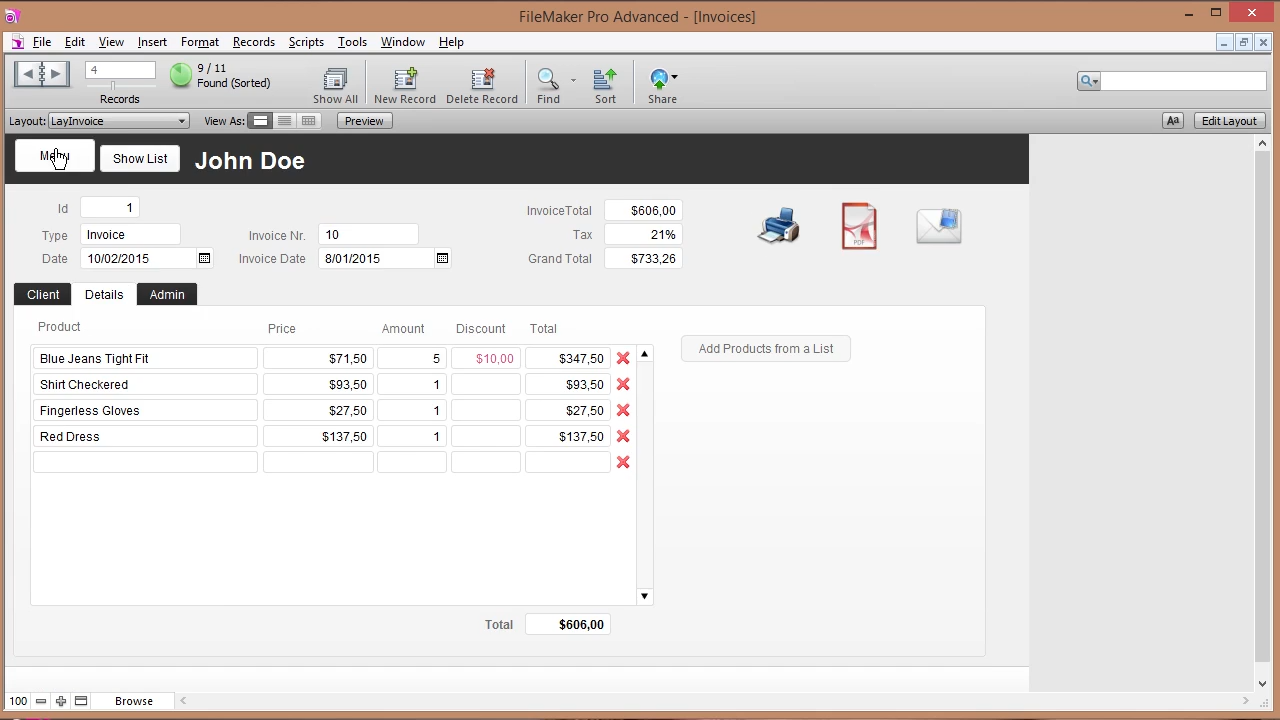 FileMaker Pro Advanced - [Invoices]
File Edit View Insert Format Records Scripts Tools Window Help
4
9 / 11
Found (Sorted)
Records
Show All New Record Delete Record Find Sort Share
Layout: LayInvoice View As: Preview Aa Edit Layout
Menu Show List John Doe
Id 1 InvoiceTotal $606,00
Type Invoice Invoice Nr. 10 Tax 21%
Date 10/02/2015 Invoice Date 8/01/2015 Grand Total $733,26
PDF
Client Details Admin
Product Price Amount Discount Total
Add Products from a List
Blue Jeans Tight Fit $71,50 5 $10,00 $347,50
Shirt Checkered $93,50 1 $93,50
Fingerless Gloves $27,50 1 $27,50
Red Dress $137,50 1 $137,50
Total $606,00
100 Browse